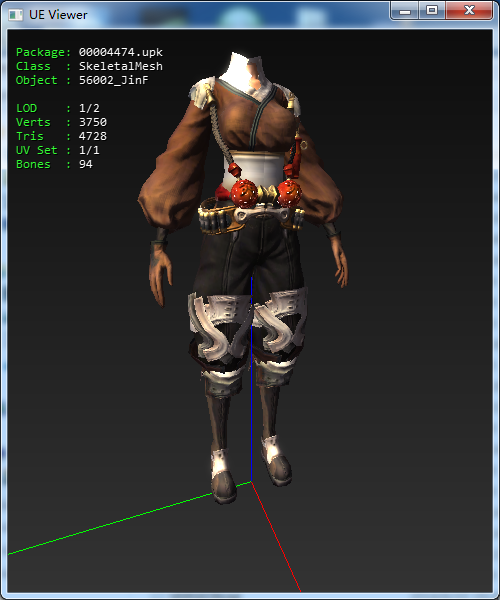 UE Viewer
Package: 00004474.upk
Class : SkeletalMesh
Object : 56002_JinF
LOD : 1/2
Verts : 3750
Tris : 4728
UV Set : 1/1
Bones : 94